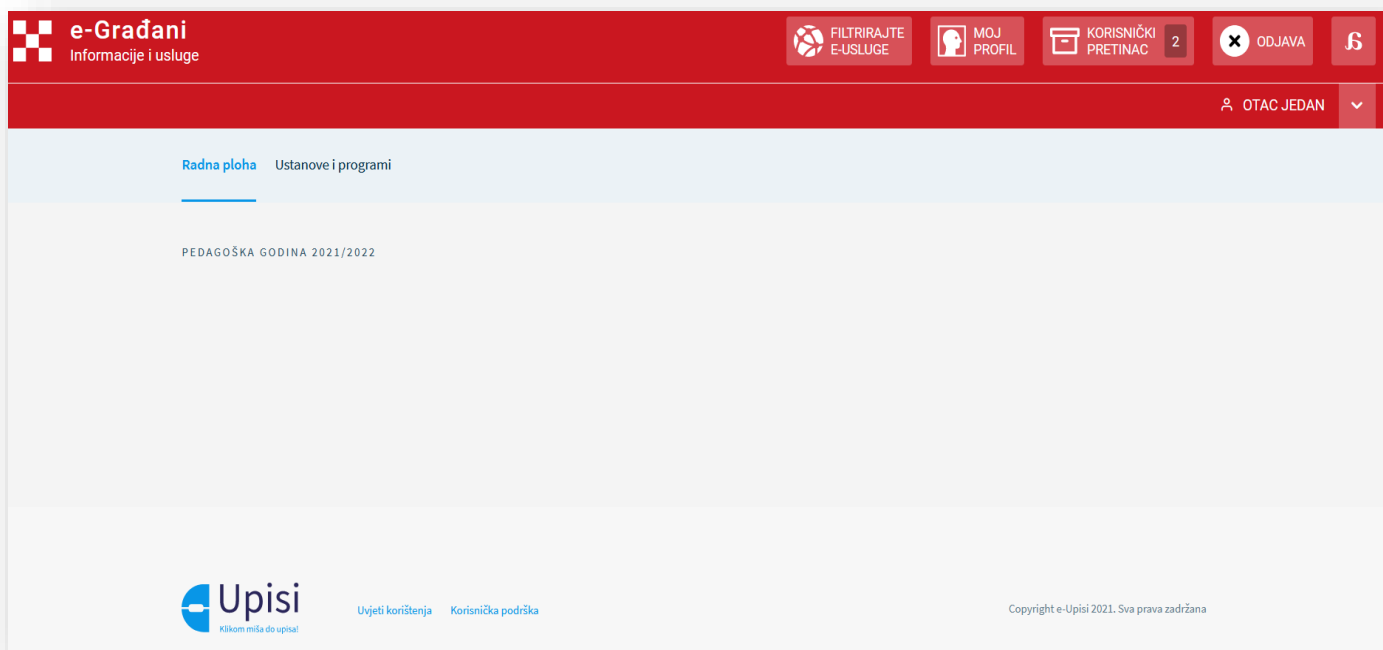 e-Građani
Informacije i usluge
FILTRIRAJTE
E-USLUGE
MOJ
PROFIL
KORISNIČKI
PRETINAC
2
ODJAVA
OTAC JEDAN
Radna ploha Ustanove i programi
PEDAGOŠKA GODINA 2021/2022
Upisi
Klikom miša do upisa!
Uvjeti korištenja Korisnička podrška
Copyright e-Upisi 2021. Sva prava zadržana